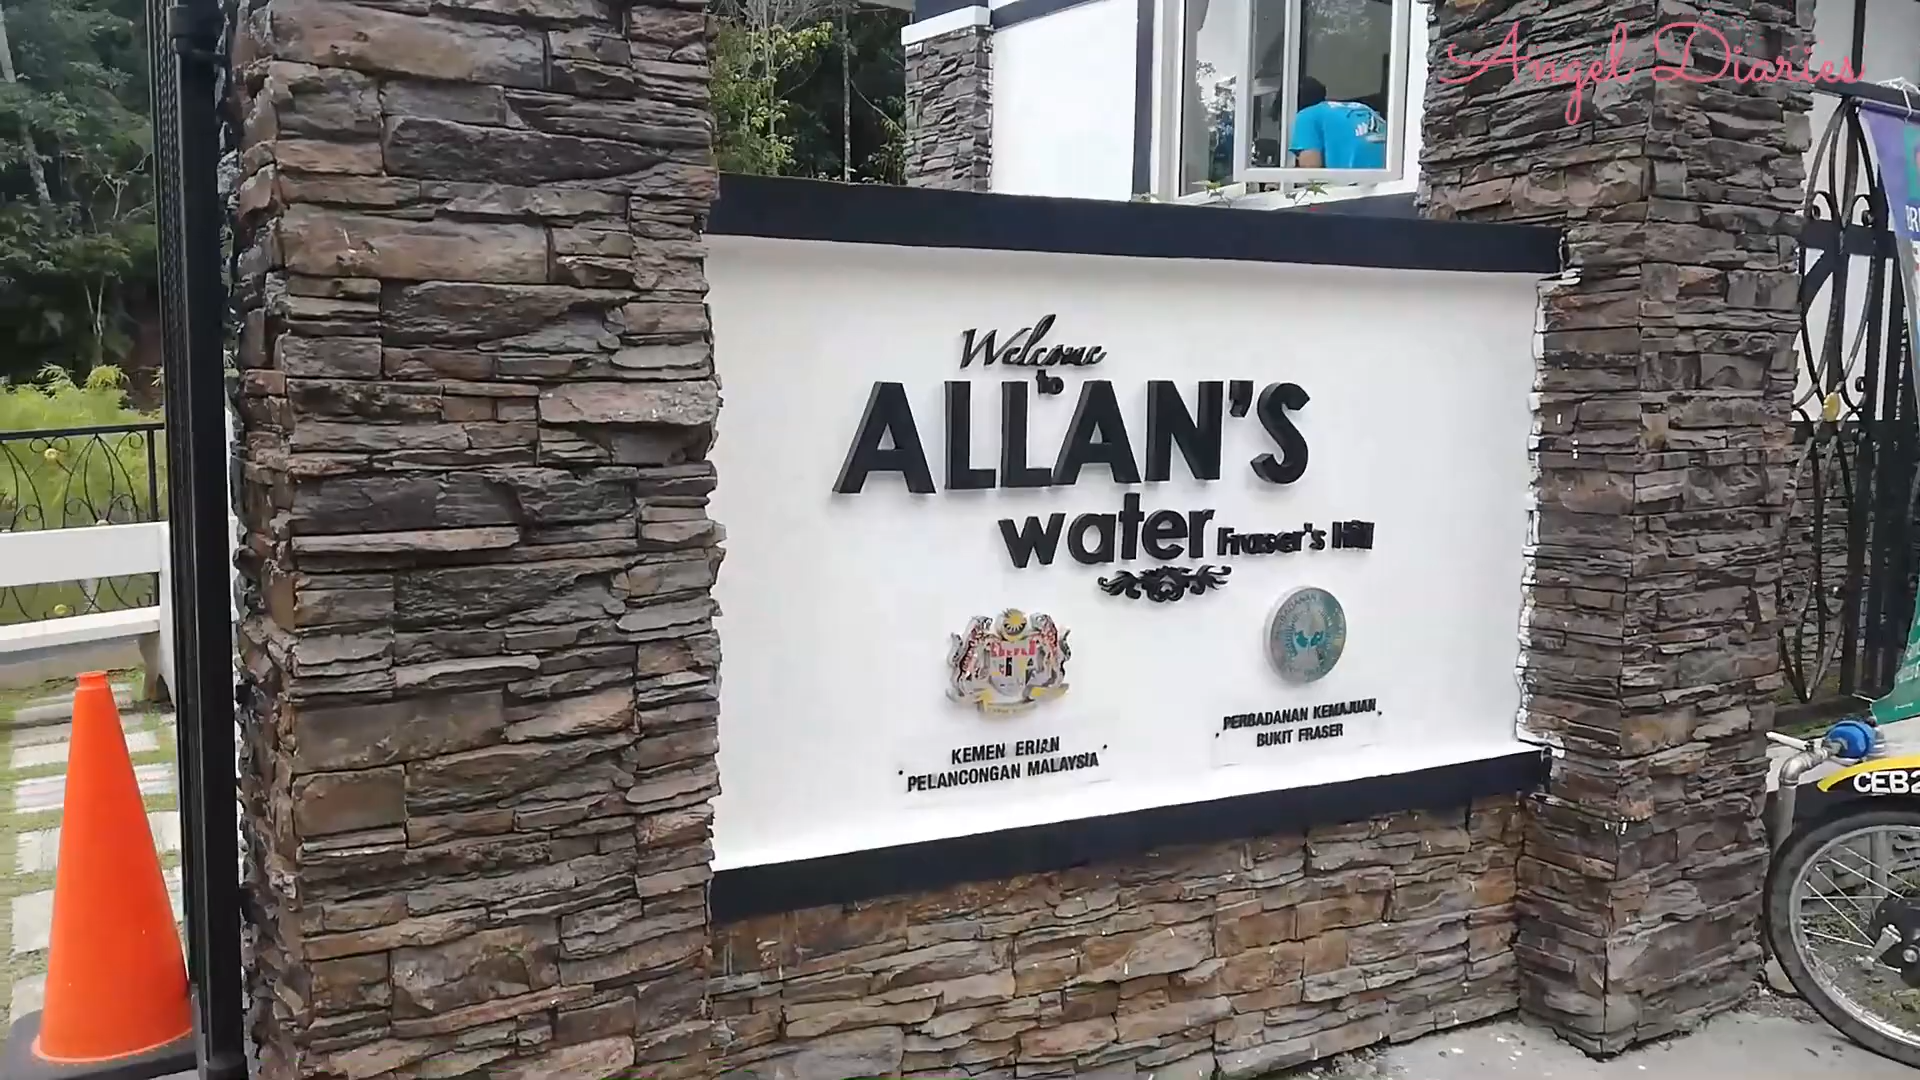 Angel Diaries
Welcome
to
ALLAN'S
water Fraser's Hill
KEMEN ERIAN
PELANCONGAN MALAYSIA
PERBADANAN KEMAJUAN
BUKIT FRASER
CEB2